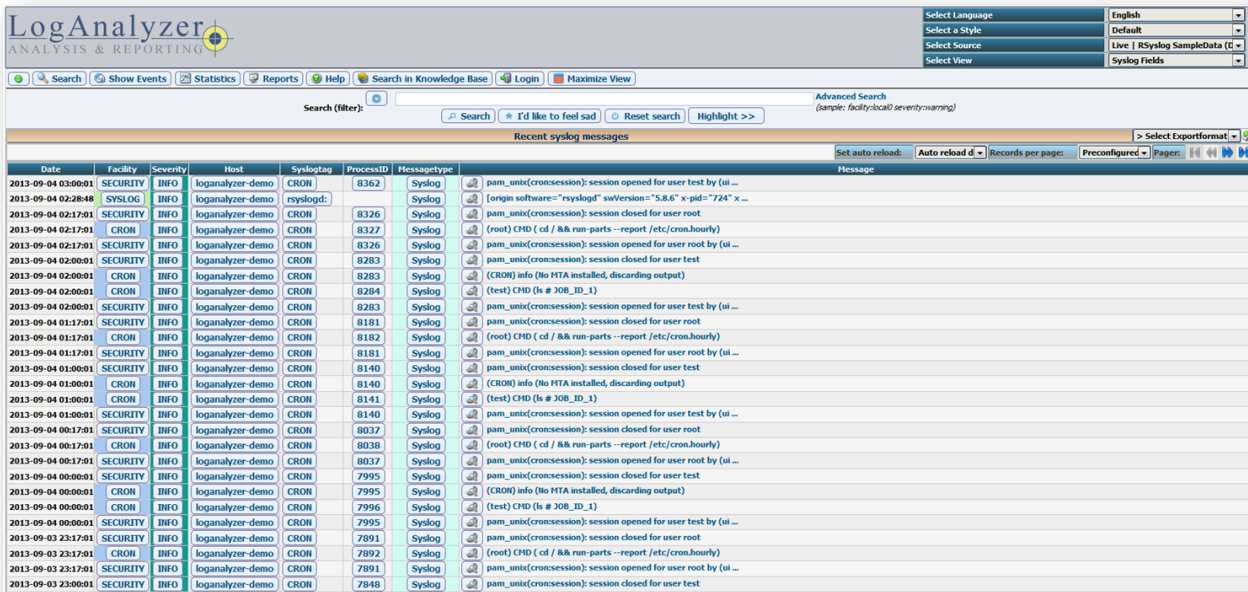 LogAnalyzer
ANALYSIS & REPORTING
Select Language English
Select a Style Default
Select Source Live | RSyslog SampleData (D
Select View Syslog Fields
Search Show Events Statistics Reports Help Search in Knowledge Base Login Maximize View
Search (filter): Advanced Search
(sample: facility:local0 severity:warning)
Search I'd like to feel sad Reset search Highlight >>
Recent syslog messages > Select Exportformat
Set auto reload: Auto reload d Records per page: Preconfigured Pager:
Date Facility Severity Host Syslogtag ProcessID Messagetype Message
2013-09-04 03:00:01 SECURITY INFO loganalyzer-demo CRON 8362 Syslog pam_unix(cron:session): session opened for user test by (ui ...
2013-09-04 02:28:48 SYSLOG INFO loganalyzer-demo rsyslogd: Syslog [origin software="rsyslogd" swVersion="5.8.6" x-pid="724" x ...
2013-09-04 02:17:01 SECURITY INFO loganalyzer-demo CRON 8326 Syslog pam_unix(cron:session): session closed for user root
2013-09-04 02:17:01 CRON INFO loganalyzer-demo CRON 8327 Syslog (root) CMD ( cd / && run-parts --report /etc/cron.hourly)
2013-09-04 02:17:01 SECURITY INFO loganalyzer-demo CRON 8326 Syslog pam_unix(cron:session): session opened for user root by (ui ...
2013-09-04 02:00:01 SECURITY INFO loganalyzer-demo CRON 8283 Syslog pam_unix(cron:session): session closed for user test
2013-09-04 02:00:01 CRON INFO loganalyzer-demo CRON 8283 Syslog (CRON) info (No MTA installed, discarding output)
2013-09-04 02:00:01 CRON INFO loganalyzer-demo CRON 8284 Syslog (test) CMD (ls # JOB_ID_1)
2013-09-04 02:00:01 SECURITY INFO loganalyzer-demo CRON 8283 Syslog pam_unix(cron:session): session opened for user test by (ui ...
2013-09-04 01:17:01 SECURITY INFO loganalyzer-demo CRON 8181 Syslog pam_unix(cron:session): session closed for user root
2013-09-04 01:17:01 CRON INFO loganalyzer-demo CRON 8182 Syslog (root) CMD ( cd / && run-parts --report /etc/cron.hourly)
2013-09-04 01:17:01 SECURITY INFO loganalyzer-demo CRON 8181 Syslog pam_unix(cron:session): session opened for user root by (ui ...
2013-09-04 01:00:01 SECURITY INFO loganalyzer-demo CRON 8140 Syslog pam_unix(cron:session): session closed for user test
2013-09-04 01:00:01 CRON INFO loganalyzer-demo CRON 8140 Syslog (CRON) info (No MTA installed, discarding output)
2013-09-04 01:00:01 CRON INFO loganalyzer-demo CRON 8141 Syslog (test) CMD (ls # JOB_ID_1)
2013-09-04 01:00:01 SECURITY INFO loganalyzer-demo CRON 8140 Syslog pam_unix(cron:session): session opened for user test by (ui ...
2013-09-04 00:17:01 SECURITY INFO loganalyzer-demo CRON 8037 Syslog pam_unix(cron:session): session closed for user root
2013-09-04 00:17:01 CRON INFO loganalyzer-demo CRON 8038 Syslog (root) CMD ( cd / && run-parts --report /etc/cron.hourly)
2013-09-04 00:17:01 SECURITY INFO loganalyzer-demo CRON 8037 Syslog pam_unix(cron:session): session opened for user root by (ui ...
2013-09-04 00:00:01 SECURITY INFO loganalyzer-demo CRON 7995 Syslog pam_unix(cron:session): session closed for user test
2013-09-04 00:00:01 CRON INFO loganalyzer-demo CRON 7995 Syslog (CRON) info (No MTA installed, discarding output)
2013-09-04 00:00:01 CRON INFO loganalyzer-demo CRON 7996 Syslog (test) CMD (ls # JOB_ID_1)
2013-09-04 00:00:01 SECURITY INFO loganalyzer-demo CRON 7995 Syslog pam_unix(cron:session): session opened for user test by (ui ...
2013-09-03 23:17:01 SECURITY INFO loganalyzer-demo CRON 7891 Syslog pam_unix(cron:session): session closed for user root
2013-09-03 23:17:01 CRON INFO loganalyzer-demo CRON 7892 Syslog (root) CMD ( cd / && run-parts --report /etc/cron.hourly)
2013-09-03 23:17:01 SECURITY INFO loganalyzer-demo CRON 7891 Syslog pam_unix(cron:session): session opened for user root by (ui ...
2013-09-03 23:00:01 SECURITY INFO loganalyzer-demo CRON 7848 Syslog pam_unix(cron:session): session closed for user test